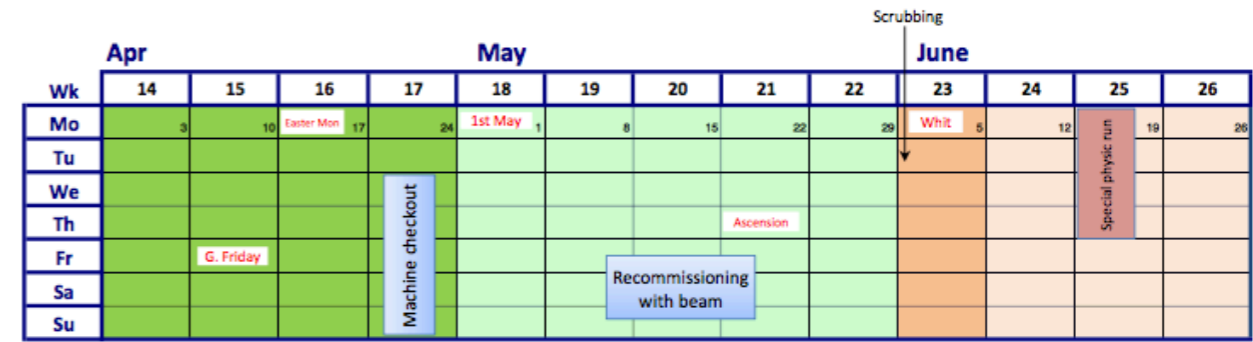 Scrubbing
Apr May June
Wk 14 15 16 17 18 19 20 21 22 23 24 25 26
Mo 3 10 Easter Mon 17 24 1st May 1 8 15 22 29 Whit 5 12 19 26
Tu
We
Th Ascension
Fr G. Friday
Sa
Su
Machine checkout
Recommissioning
with beam
Special physic run